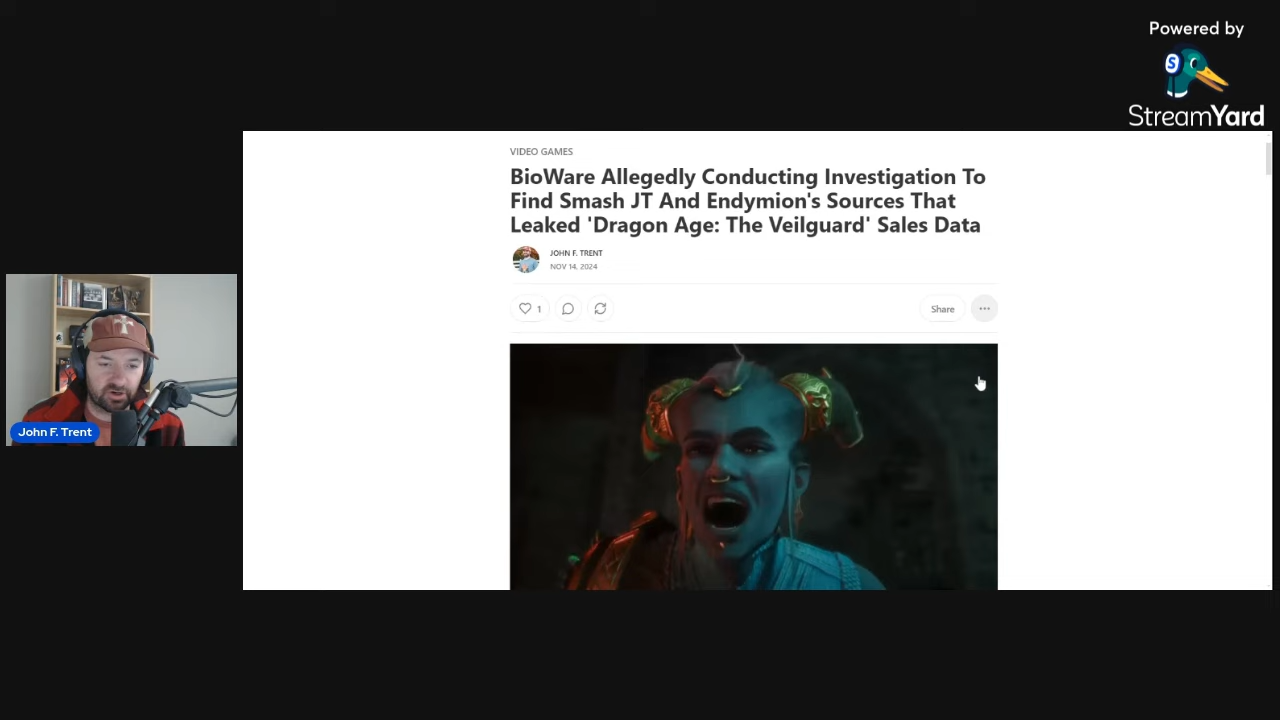 Powered by
S
StreamYard
VIDEO GAMES
BioWare Allegedly Conducting Investigation To
Find Smash JT And Endymion's Sources That
Leaked 'Dragon Age: The Veilguard' Sales Data
JOHN F. TRENT
NOV 14, 2024
1
Share
T
John F. Trent